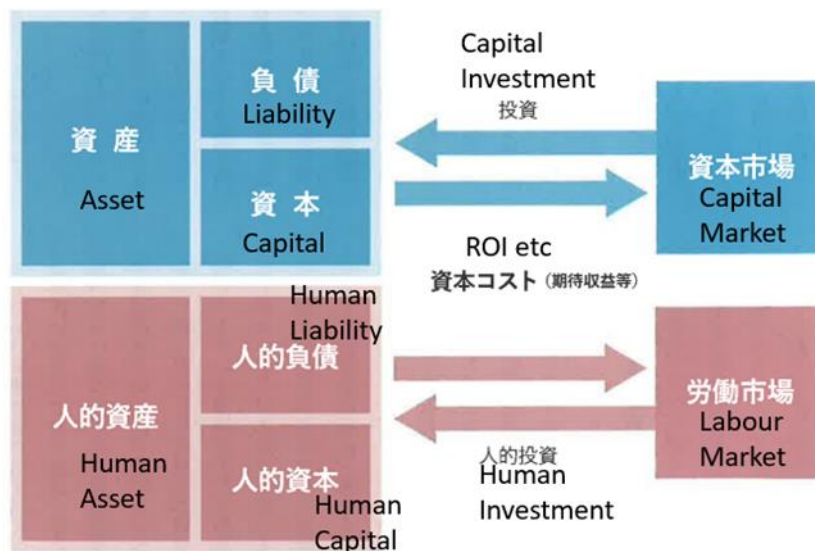 資産
Asset
負債
Liability
資本
Capital
Capital
Investment
投資
ROI etc
資本コスト（期待収益等）
資本市場
Capital
Market
人的資産
Human
Asset
Human
Liability
人的負債
人的資本
Human
Capital
人的投資
Human
Investment
労働市場
Labour
Market